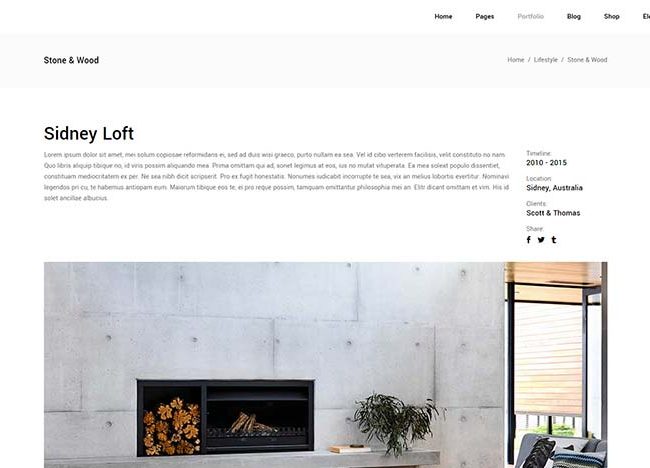 Home Pages Portfolio Blog Shop El
Stone & Wood
Home / Lifestyle / Stone & Wood
Sidney Loft
Lorem ipsum dolor sit amet, mei solum copiosae reformidans ei, sed ad duis wisi graeco, purto nullam ea sea. Vel id cibo verterem facilisis, velit constituto no nam.
Quo libris aliquip tibique no, id viris possim aliquando mea. Prima omittam qui ad, sonet legimus at eos, ius no mulat vituperata. Ea mea solext populo dissentiet,
constituam mediocritatem ex per. Ne sea nibh dicit scripserit. Pro ex fugit honestatis. Nonumes iudicabit incorrupte te sea, vix an melius lobortis evertitur. Nominavi
legendos pri cu, te habemus antiopam eum. Maiorum tibique eos te, ei pro reque possim, tamquam omittantur philosophia mei an. Elitr dicant omittam et vim. His id
solet anciliae albucius.
Timeline:
2010 - 2015
Location:
Sidney, Australia
Clients:
Scott & Thomas
Share: